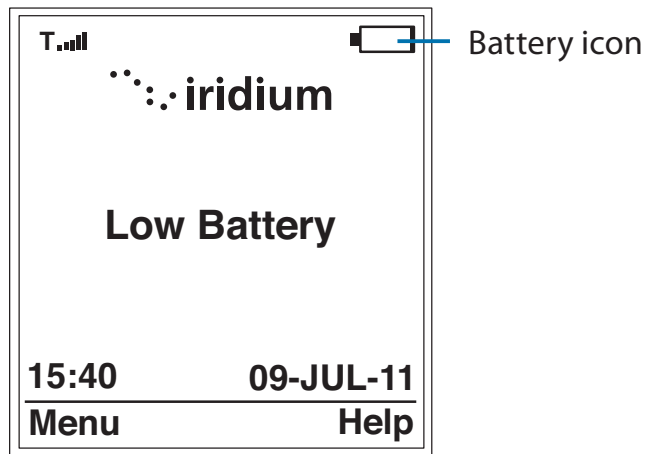 T
Battery icon
iridium
Low Battery
15:40 09-JUL-11
Menu Help